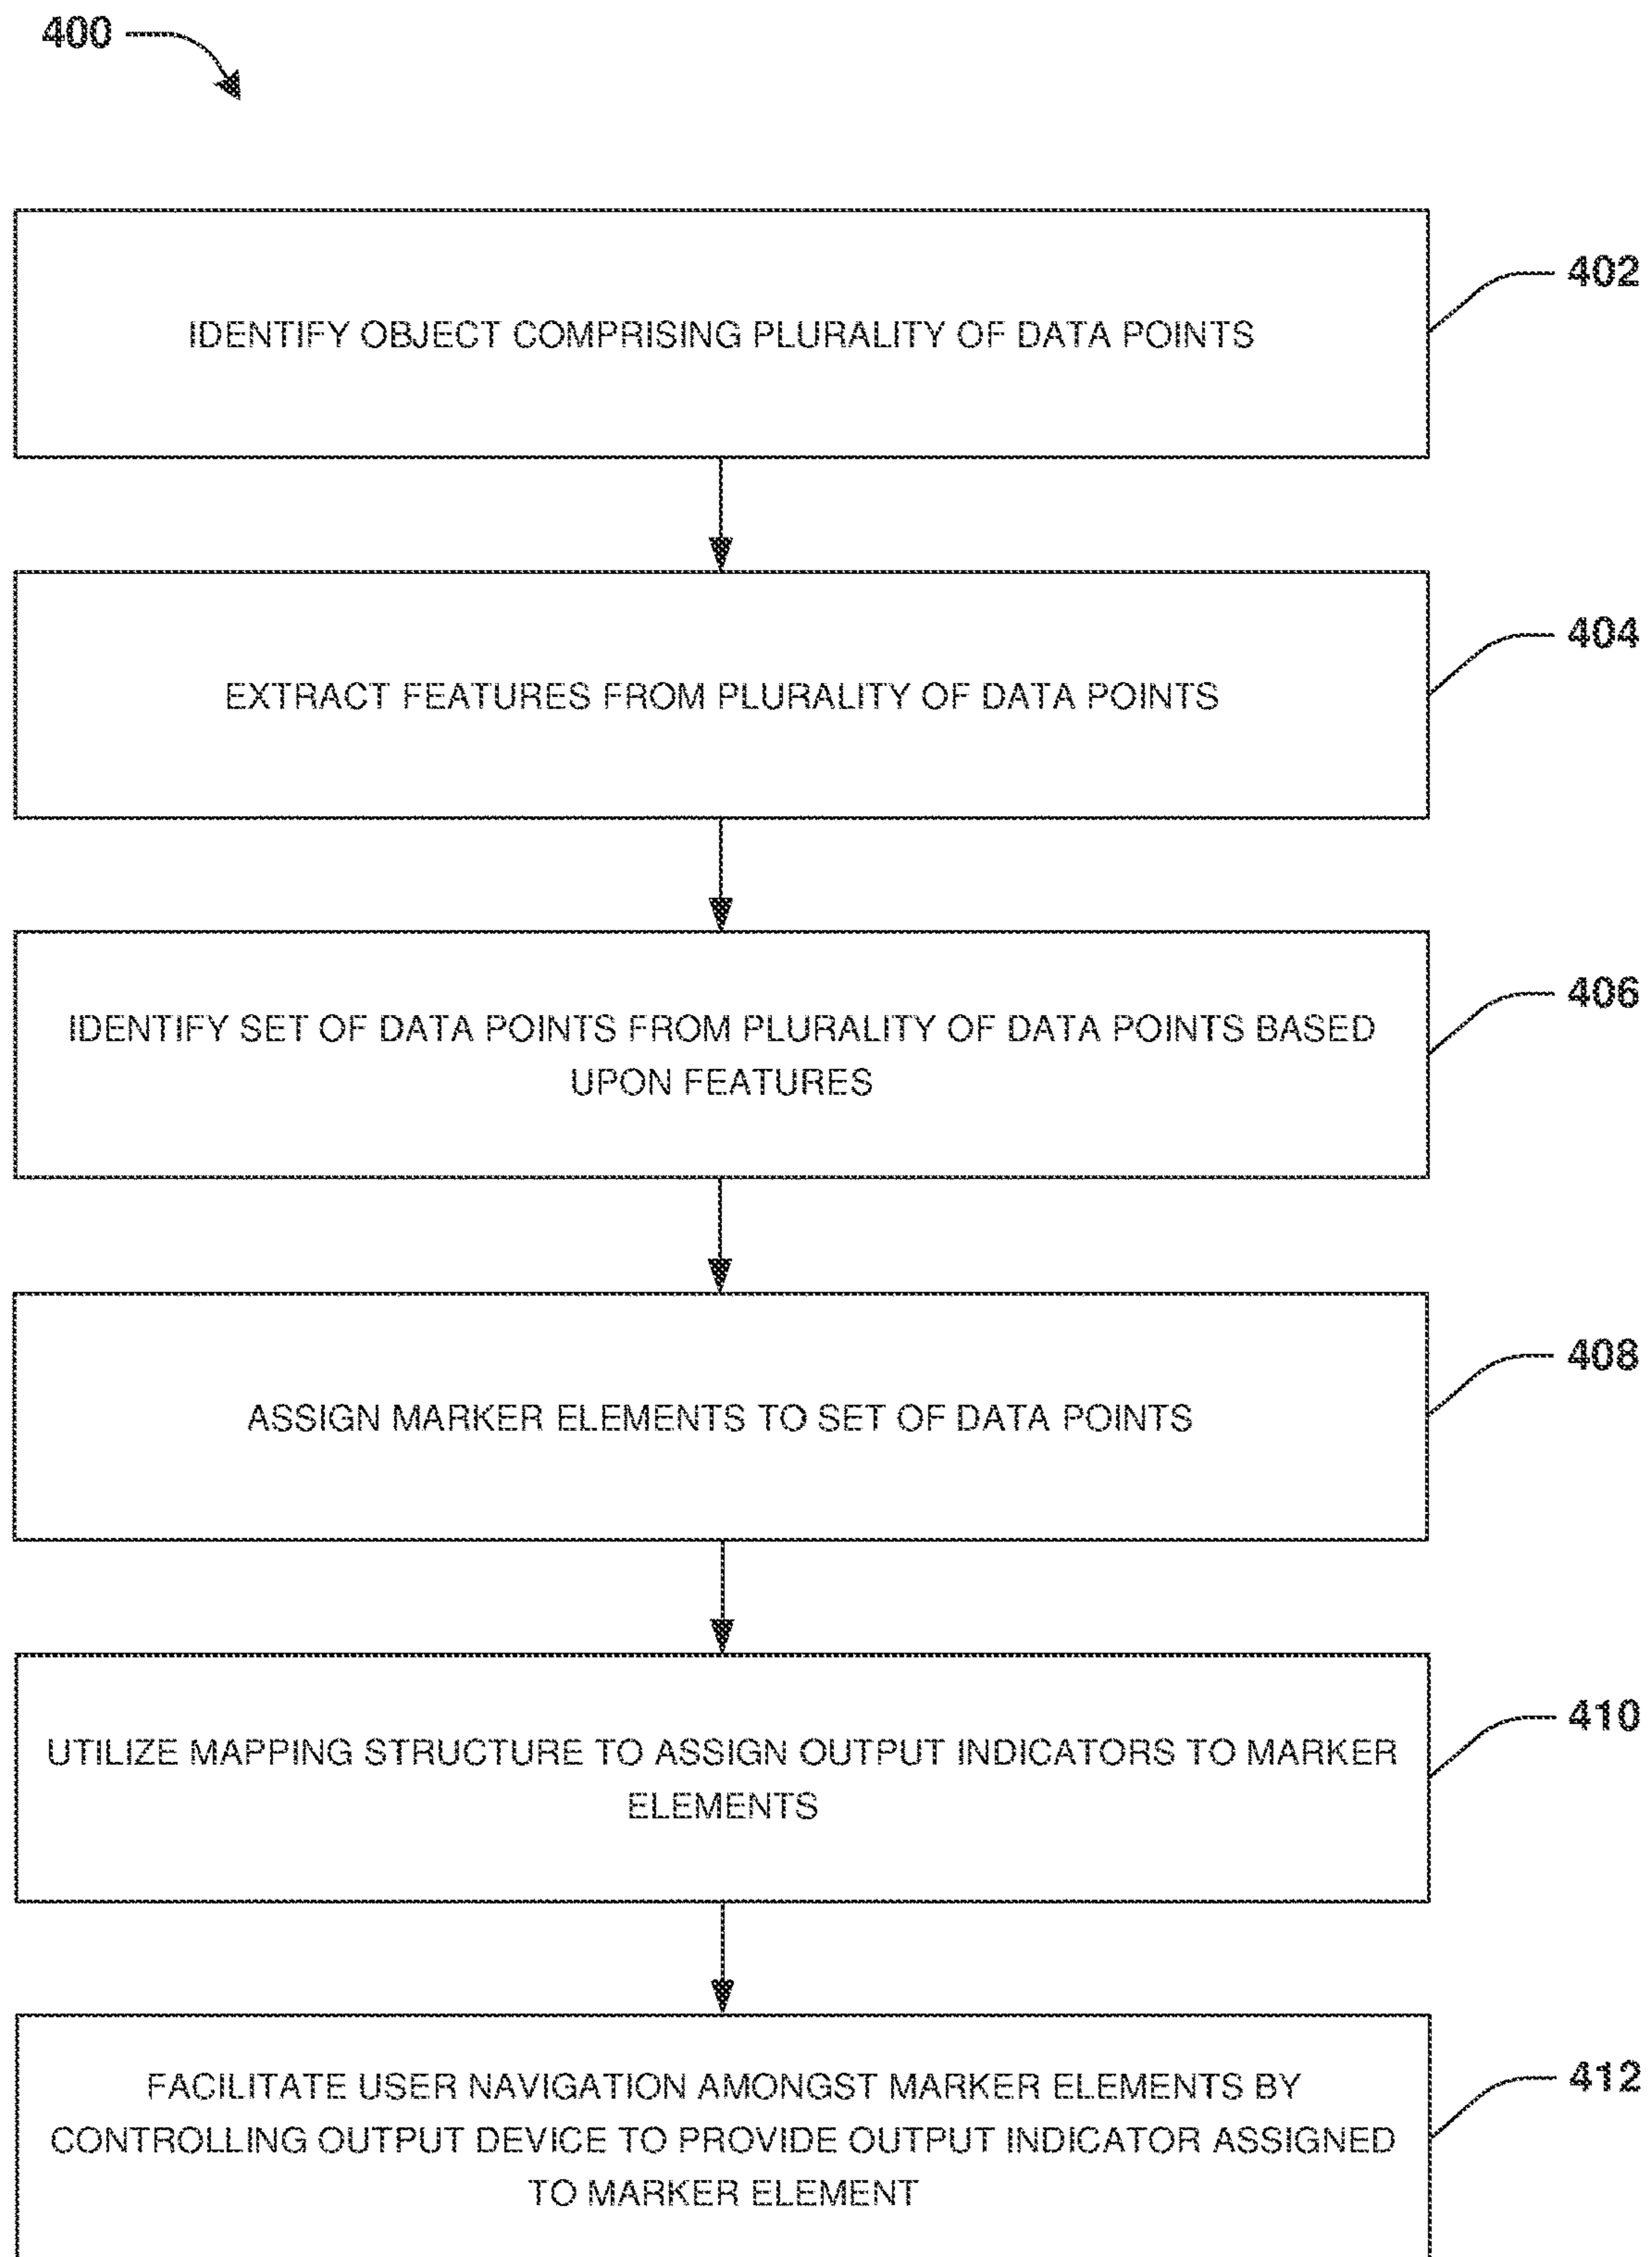 400
402
IDENTIFY OBJECT COMPRISING PLURALITY OF DATA POINTS
404
EXTRACT FEATURES FROM PLURALITY OF DATA POINTS
406
IDENTIFY SET OF DATA POINTS FROM PLURALITY OF DATA POINTS BASED
UPON FEATURES
408
ASSIGN MARKER ELEMENTS TO SET OF DATA POINTS
410
UTILIZE MAPPING STRUCTURE TO ASSIGN OUTPUT INDICATORS TO MARKER
ELEMENTS
412
FACILITATE USER NAVIGATION AMONGST MARKER ELEMENTS BY
CONTROLLING OUTPUT DEVICE TO PROVIDE OUTPUT INDICATOR ASSIGNED
TO MARKER ELEMENT